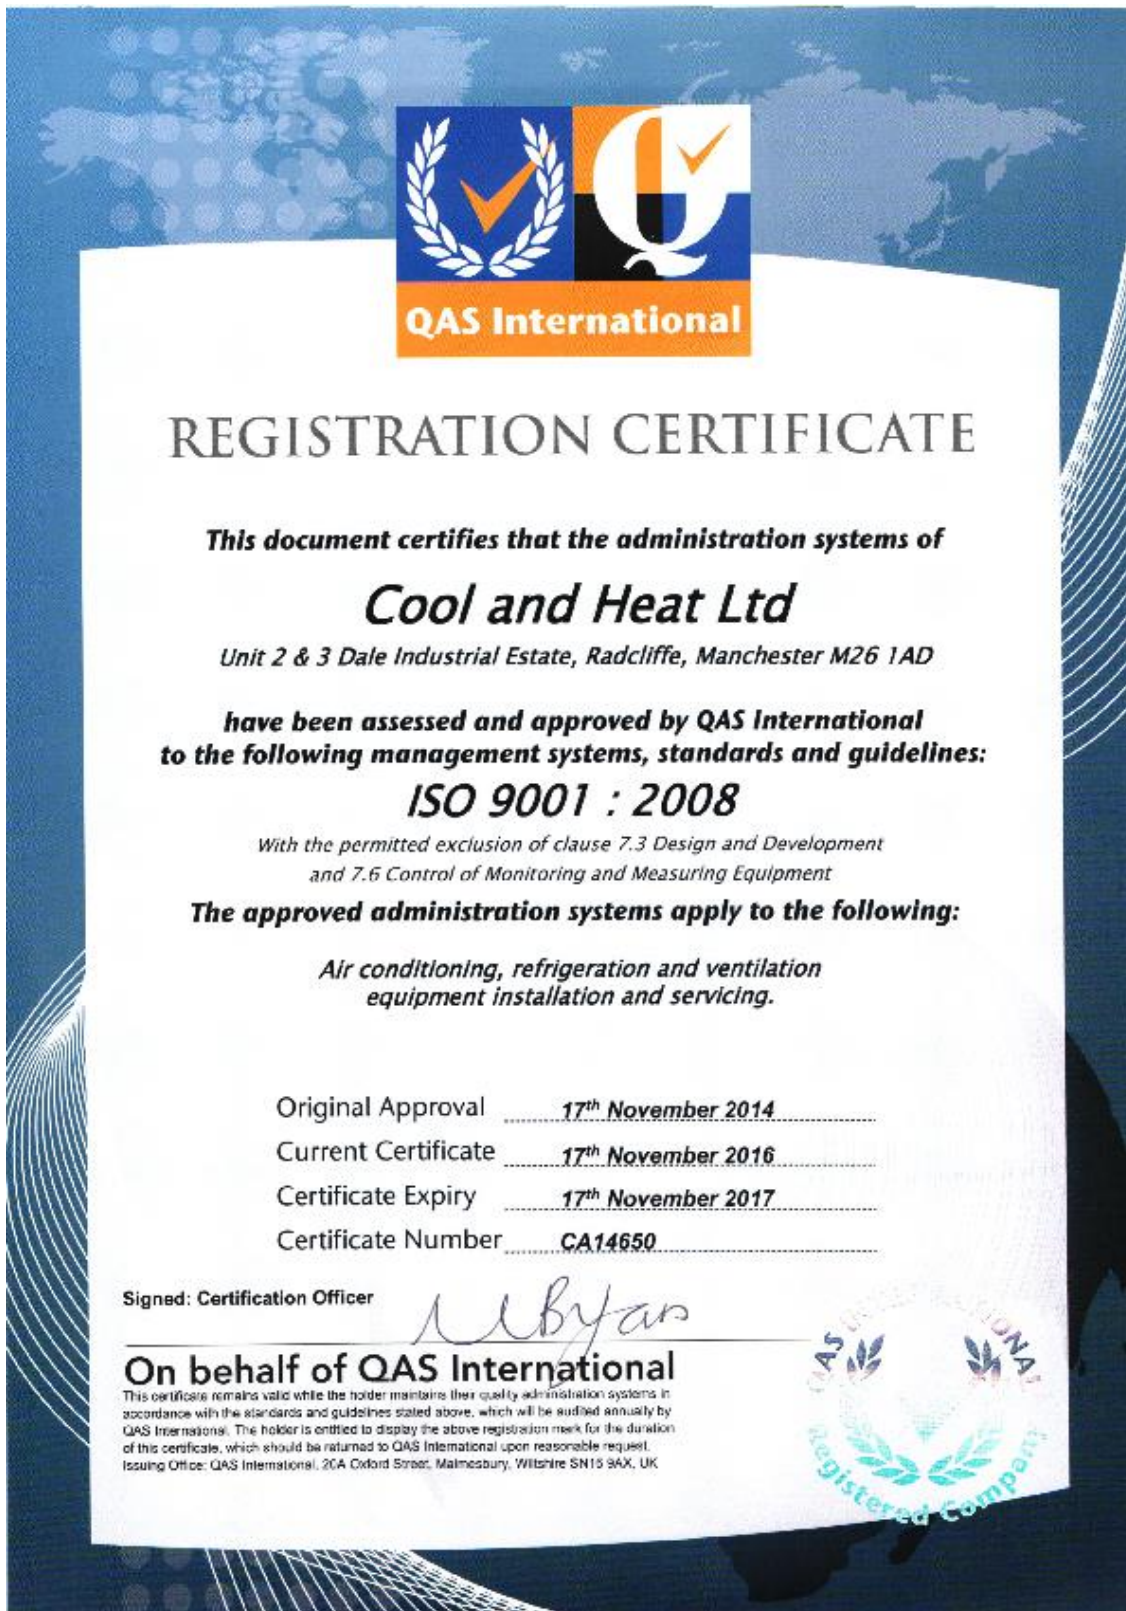 QAS International
REGISTRATION CERTIFICATE
This document certifies that the administration systems of
Cool and Heat Ltd
Unit 2 & 3 Dale Industrial Estate, Radcliffe, Manchester M26 1AD
have been assessed and approved by QAS International
to the following management systems, standards and guidelines:
ISO 9001 : 2008
With the permitted exclusion of clause 7.3 Design and Development
and 7.6 Control of Monitoring and Measuring Equipment
The approved administration systems apply to the following:
Air conditioning, refrigeration and ventilation
equipment installation and servicing.
Original Approval 17th November 2014
Current Certificate 17th November 2016
Certificate Expiry 17th November 2017
Certificate Number CA14650
Signed: Certification Officer
On behalf of QAS International
This certificate remains valid while the holder maintains their quality administration systems in
accordance with the standards and guidelines stated above, which will be audited annually by
QAS International. The holder is entitled to display the above registration mark for the duration
of this certificate, which should be returned to QAS International upon reasonable request.
Issuing Office: QAS International, 20A Oxford Street, Malmesbury, Wiltshire SN16 9AX, UK
QAS INTERNATIONAL
Registered Company